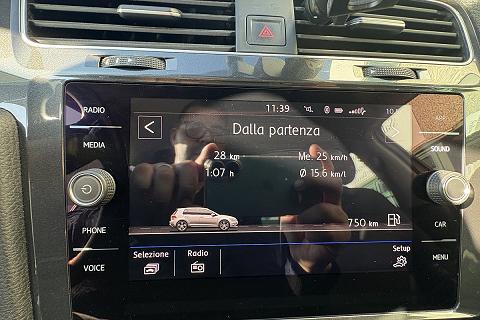 RADIO
MEDIA
PHONE
VOICE
11:39
Dalla partenza
28 km
Me. 25 km/h
1:07 h
Ø 15.6 km/l
750 km
Selezione
Radio
Setup
APP
SOUND
CAR
MENU